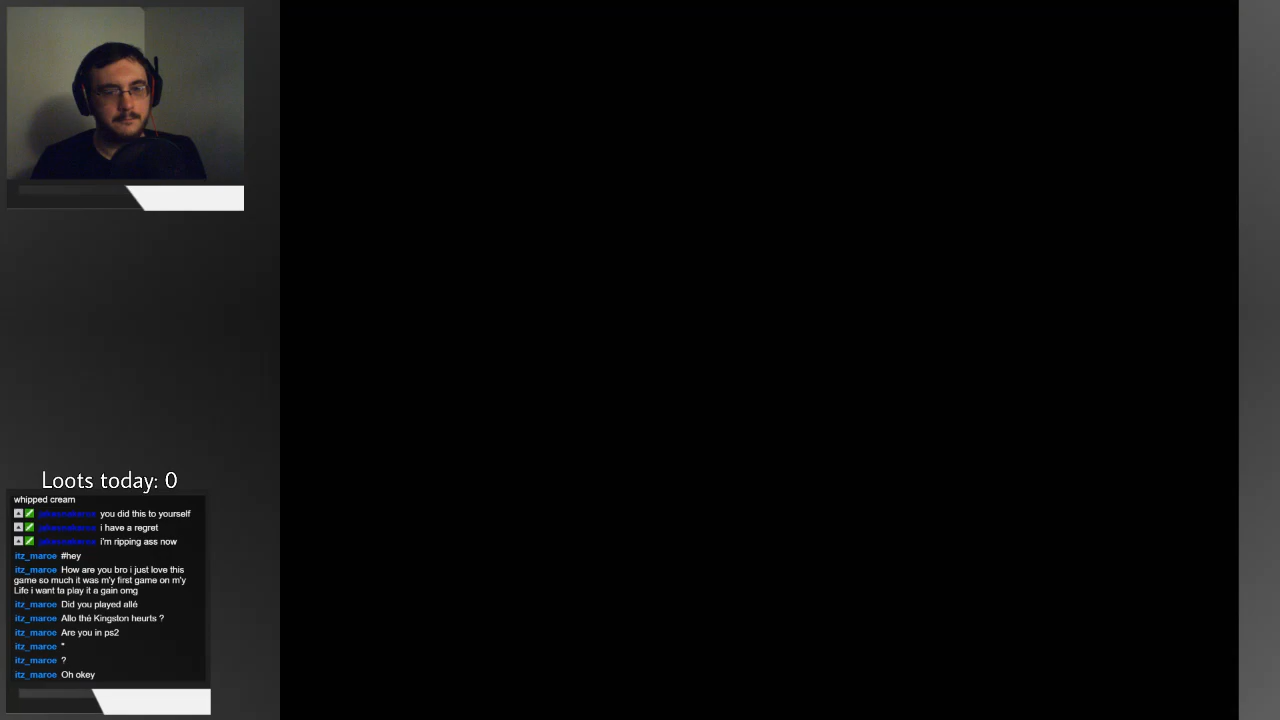 Loots today: 0
whipped cream
you did this to yourself
i have a regret
i'm ripping ass now
itz_maroe #hey
itz_maroe How are you bro i just love this
game so much it was m'y first game on m'y
Life i want ta play it a gain omg
itz_maroe Did you played allé
itz_maroe Allo thé Kingston heurts ?
itz_maroe Are you in ps2
itz_maroe "
itz_maroe ?
itz_maroe Oh okey